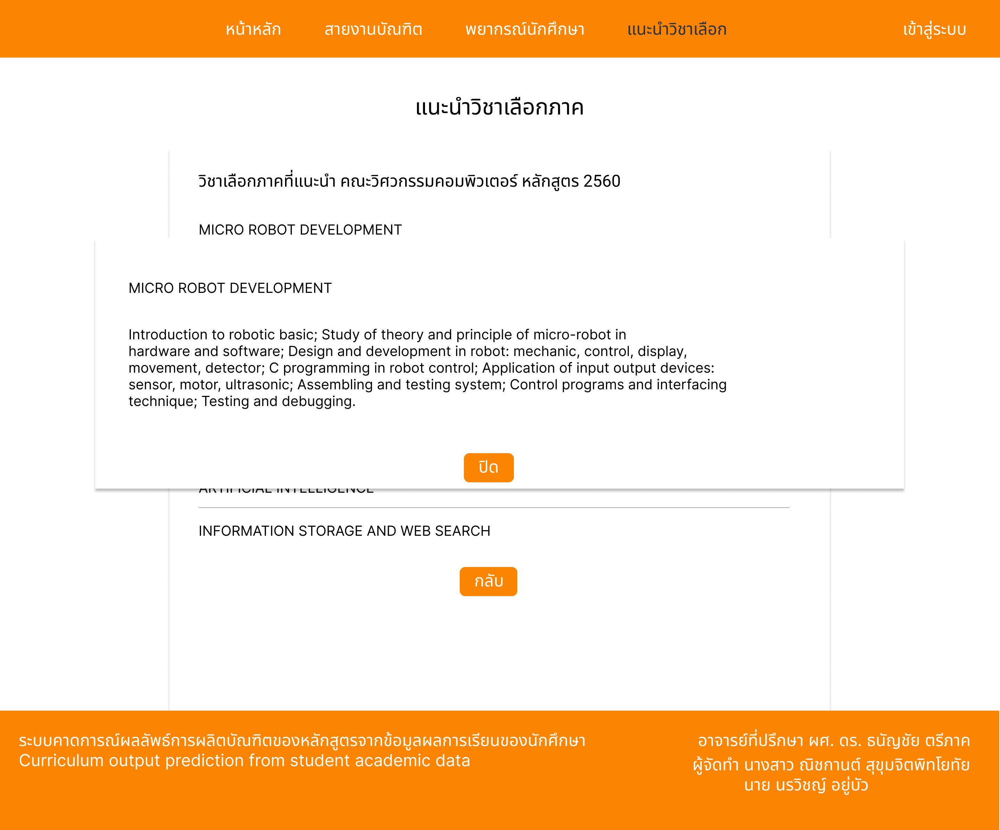 หน้าหลัก สายงานบัณฑิต พยากรณ์นักศึกษา แนะนำวิชาเลือก เข้าสู่ระบบ
แนะนำวิชาเลือกภาค
วิชาเลือกภาคที่แนะนำ คณะวิศวกรรมคอมพิวเตอร์ หลักสูตร 2560
MICRO ROBOT DEVELOPMENT
MICRO ROBOT DEVELOPMENT
Introduction to robotic basic; Study of theory and principle of micro-robot in
hardware and software; Design and development in robot: mechanic, control, display,
movement, detector; C programming in robot control; Application of input output devices:
sensor, motor, ultrasonic; Assembling and testing system; Control programs and interfacing
technique; Testing and debugging.
ปิด
ARTIFICIAL INTELLIGENCE
INFORMATION STORAGE AND WEB SEARCH
กลับ
ระบบคาดการณ์ผลลัพธ์การผลิตบัณฑิตของหลักสูตรจากข้อมูลผลการเรียนของนักศึกษา
Curriculum output prediction from student academic data
อาจารย์ที่ปรึกษา ผศ. ดร. ธนัญชัย ตรีภาค
ผู้จัดทำ นางสาว ณิชกานต์ สุขุมจิตพิทโยทัย
นาย นรวิชญ์ อยู่บัว